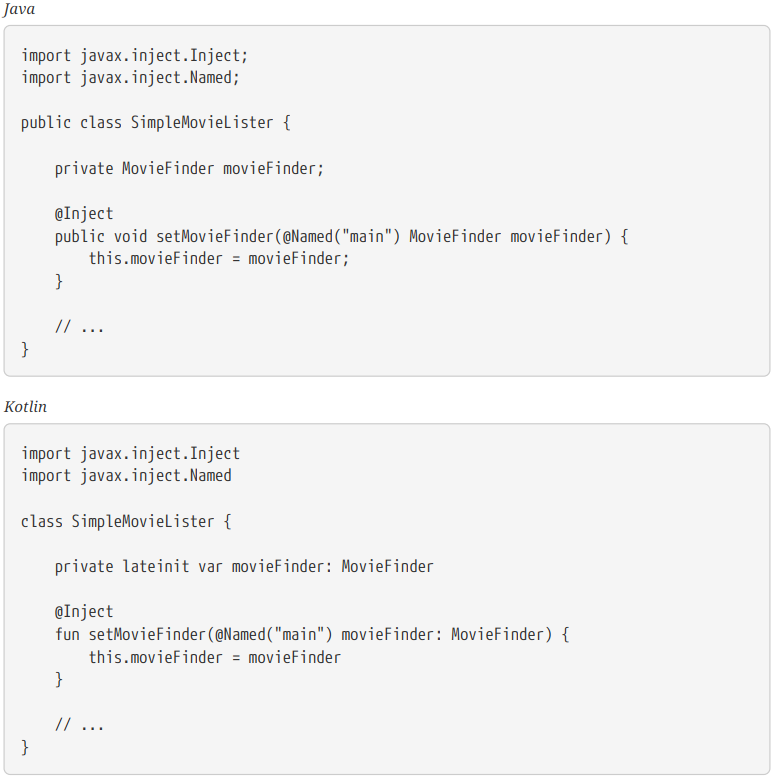 Java
import javax.inject.Inject;
import javax.inject.Named;
public class SimpleMovieLister {
    private MovieFinder movieFinder;
    @Inject
    public void setMovieFinder(@Named("main") MovieFinder movieFinder) {
        this.movieFinder = movieFinder;
    }
    // ...
}
Kotlin
import javax.inject.Inject
import javax.inject.Named
class SimpleMovieLister {
    private lateinit var movieFinder: MovieFinder
    @Inject
    fun setMovieFinder(@Named("main") movieFinder: MovieFinder) {
        this.movieFinder = movieFinder
    }
    // ...
}